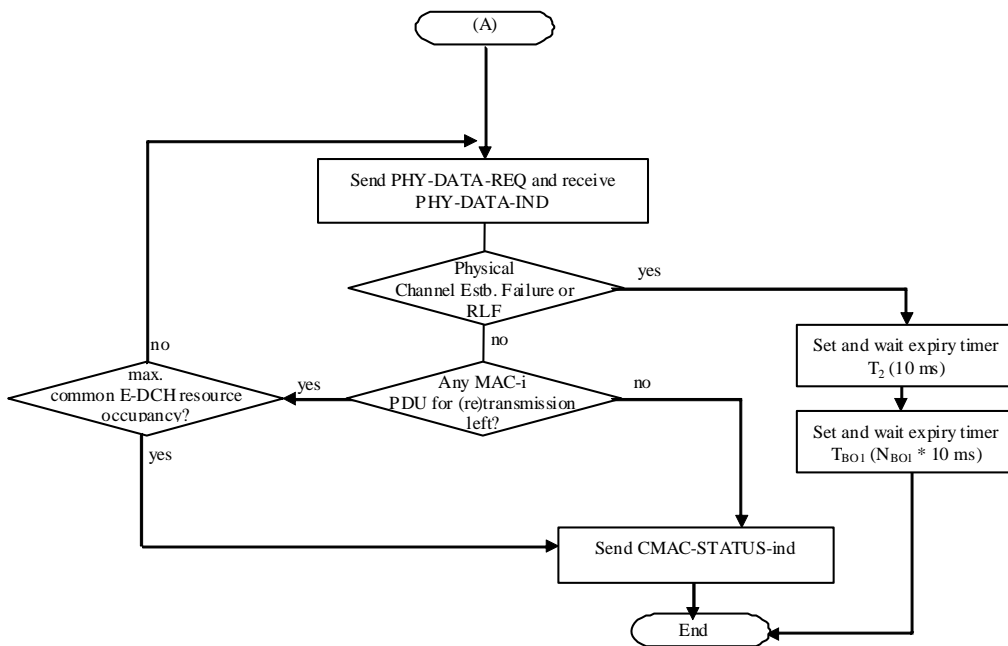 (A)
Send PHY-DATA-REQ and receive
PHY-DATA-IND
Physical
Channel Estb. Failure or
RLF
yes
no
Set and wait expiry timer
T₂ (10 ms)
no
max.
common E-DCH resource
occupancy?
yes
Any MAC-i
PDU for (re)transmission
left?
no
Set and wait expiry timer
T_BO1 (N_BO1 * 10 ms)
yes
Send CMAC-STATUS-ind
End